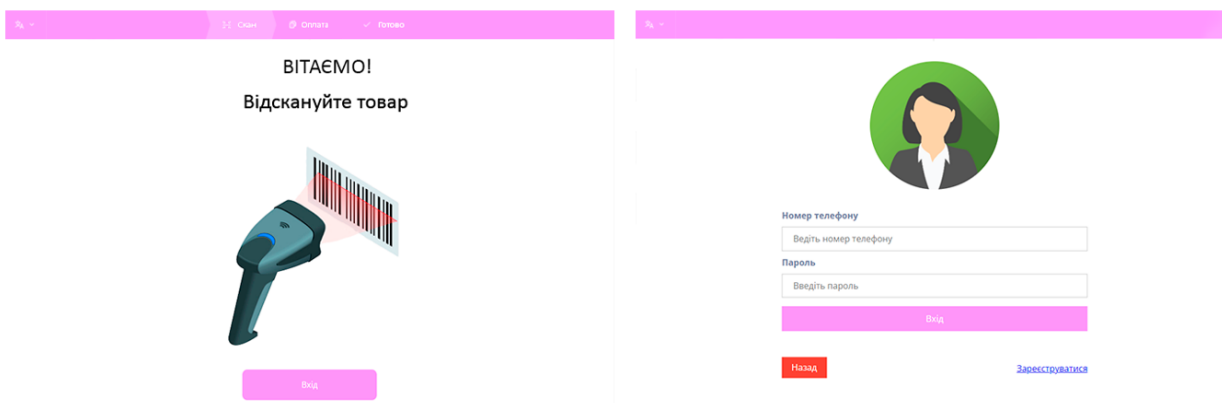 Скан Оплата Готово
ВІТАЄМО!
Відскануйте товар
Вхід
Номер телефону
Ведіть номер телефону
Пароль
Введіть пароль
Вхід
Назад Зареєструватися